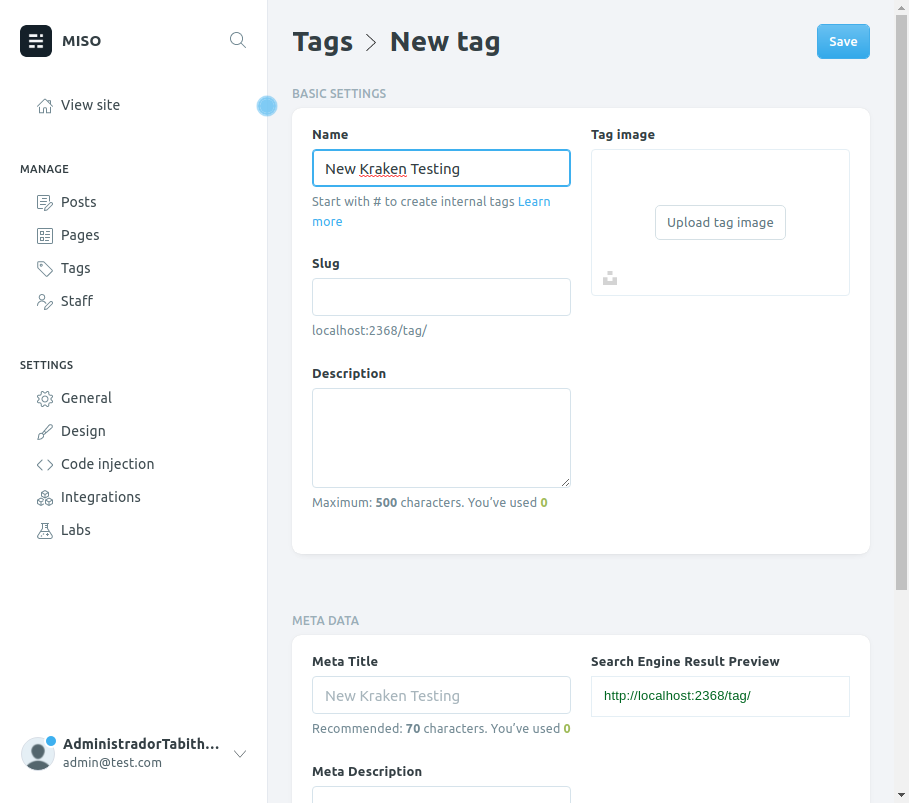 MISO
View site
MANAGE
Posts
Pages
Tags
Staff
SETTINGS
General
Design
Code injection
Integrations
Labs
AdministradorTabith...
admin@test.com
Tags > New tag
Save
BASIC SETTINGS
Name
New Kraken Testing
Start with # to create internal tags Learn
more
Slug
localhost:2368/tag/
Description
Maximum: 500 characters. You’ve used 0
Tag image
Upload tag image
META DATA
Meta Title
New Kraken Testing
Recommended: 70 characters. You’ve used 0
Meta Description
Search Engine Result Preview
http://localhost:2368/tag/